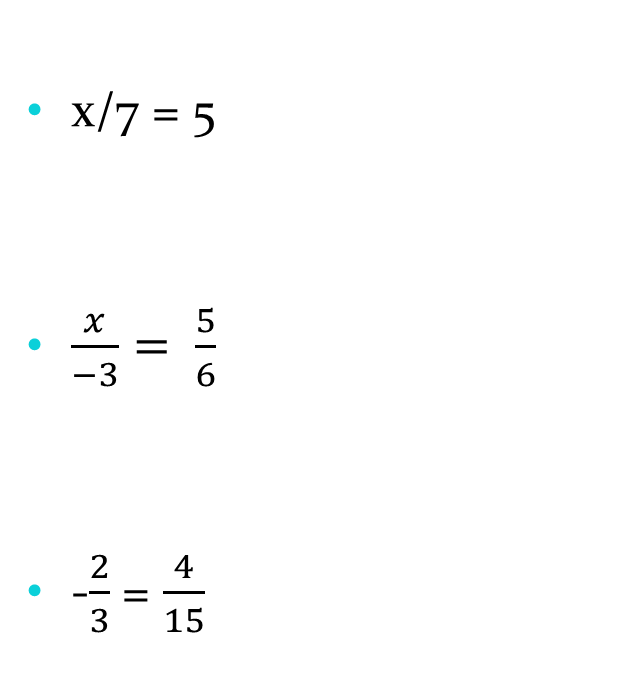 • x/7 = 5
• x/−3 = 5/6
• -2/3 = 4/15